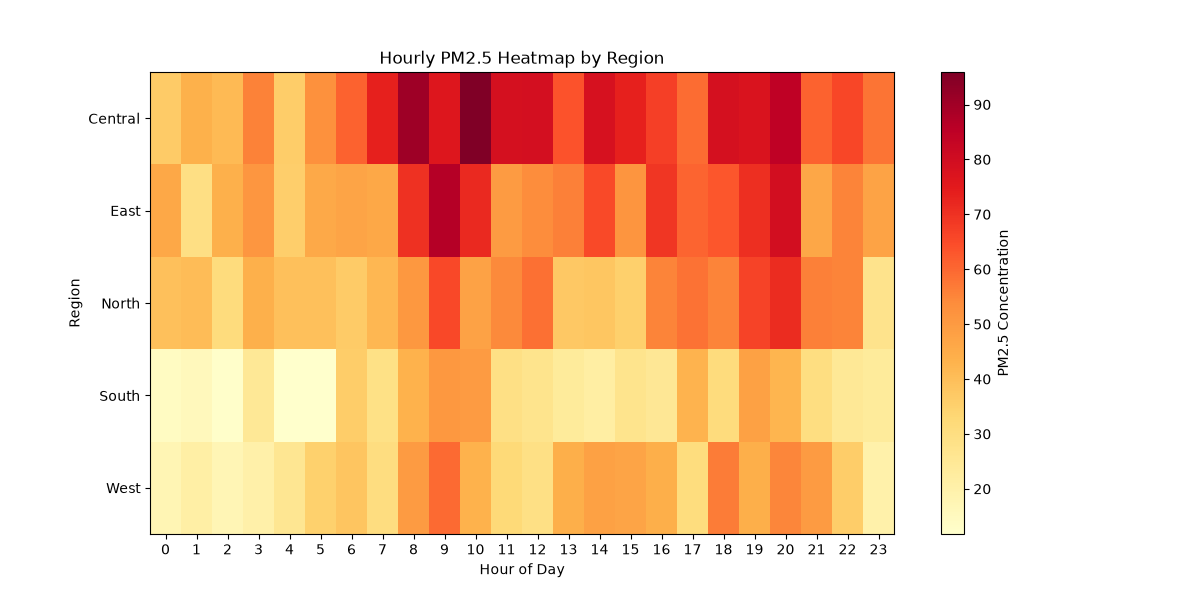 Hourly PM2.5 Heatmap by Region
Region
Central
East
North
South
West
0 1 2 3 4 5 6 7 8 9 10 11 12 13 14 15 16 17 18 19 20 21 22 23
Hour of Day
90
80
70
60
50
40
30
20
PM2.5 Concentration